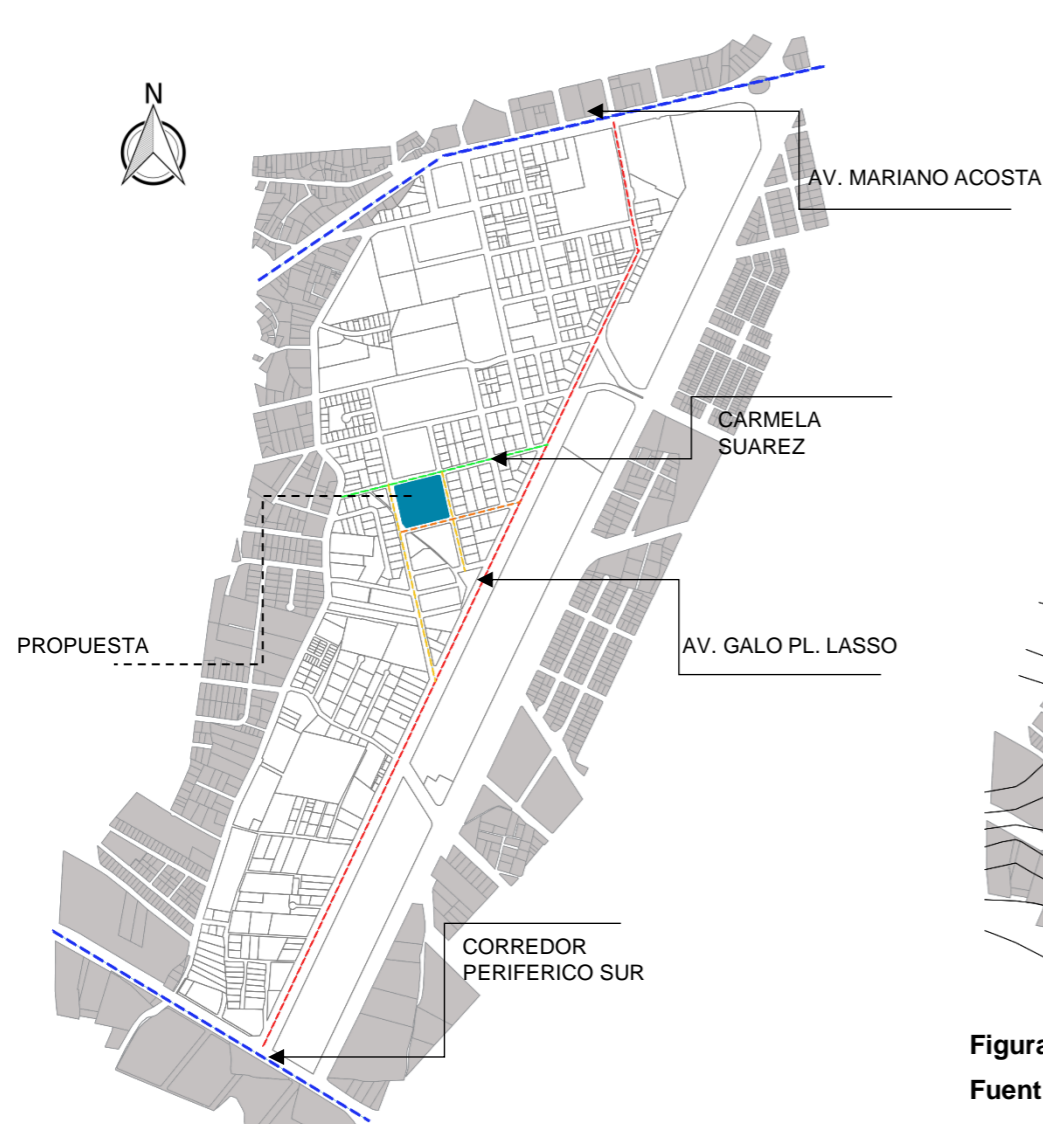 N
AV. MARIANO ACOSTA
CARMELA
SUAREZ
PROPUESTA
AV. GALO PL. LASSO
CORREDOR
PERIFERICO SUR
Figura
Fuent